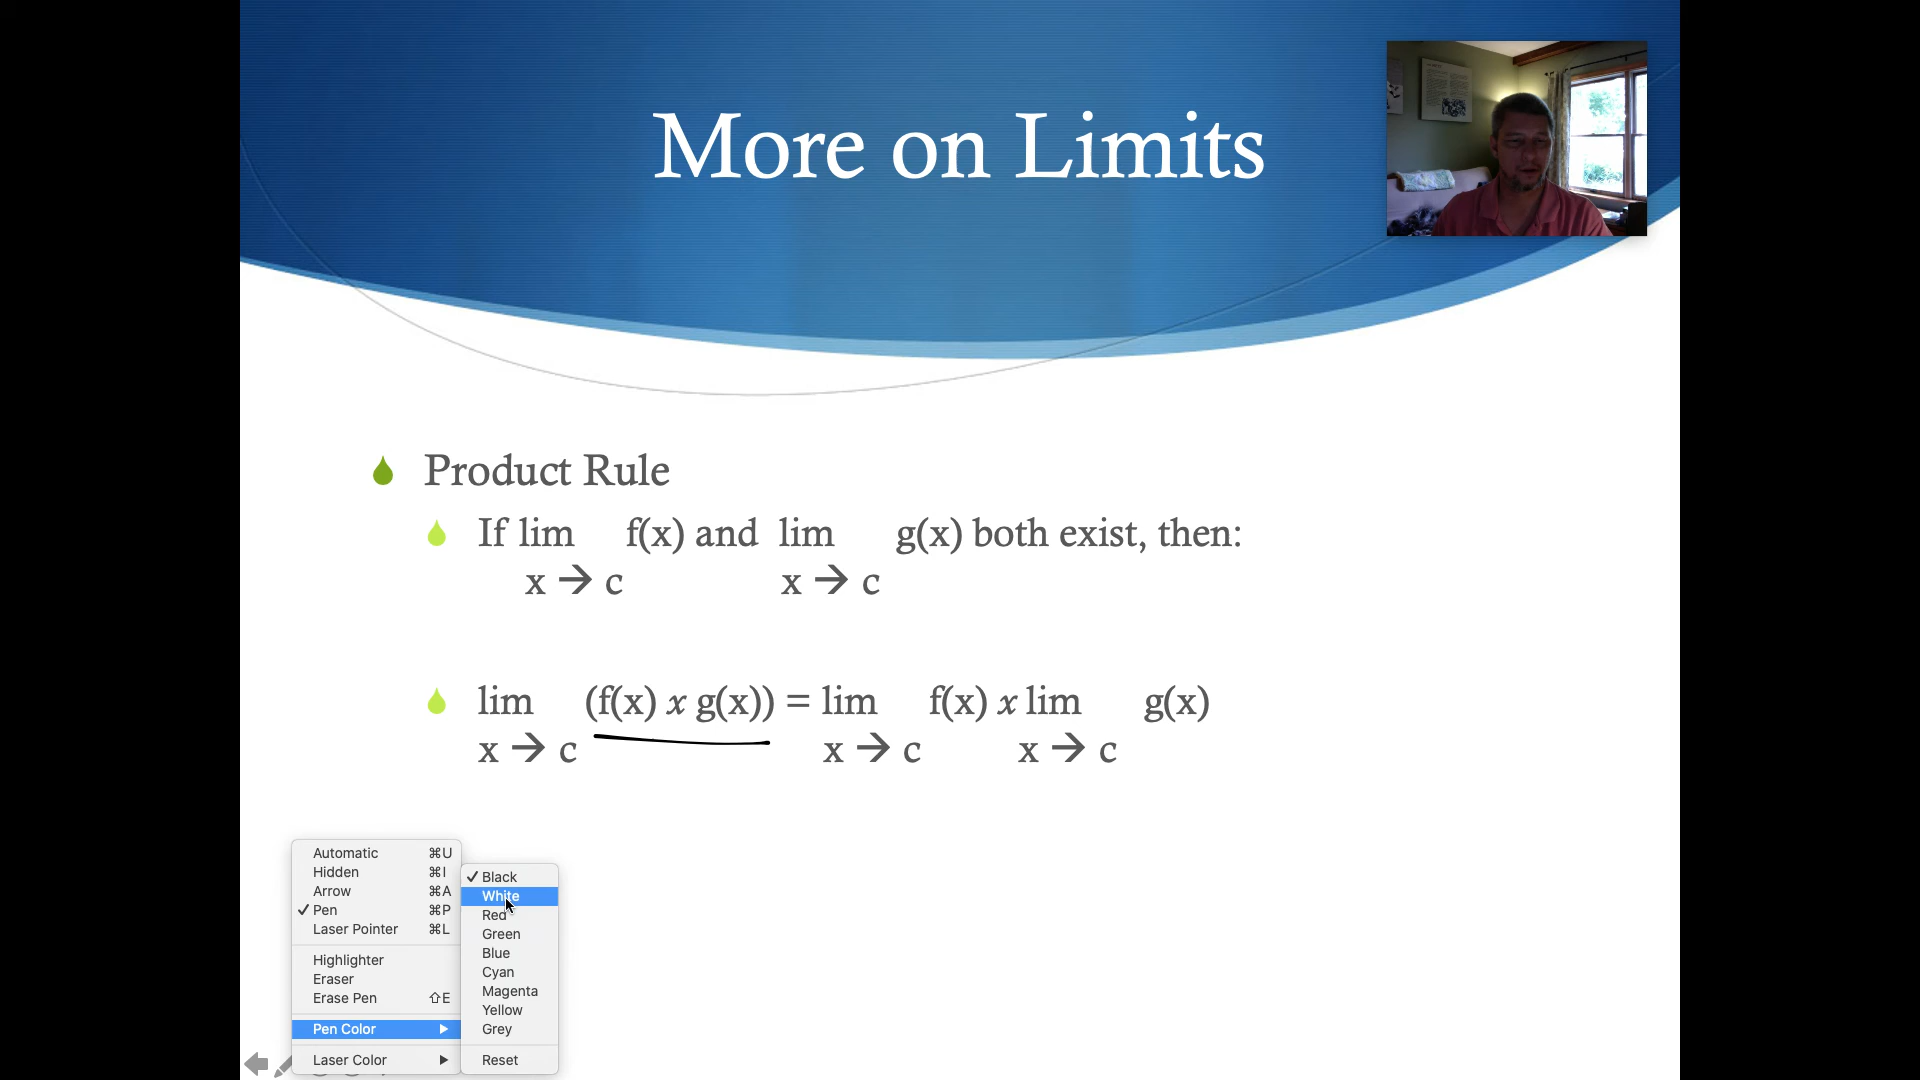 More on Limits
Product Rule
If lim f(x) and lim g(x) both exist, then:
x → c x → c
lim (f(x) x g(x)) = lim f(x) x lim g(x)
x → c x → c x → c
Automatic ⌘U
Hidden ⌘I
Arrow ⌘A
✓ Pen ⌘P
Laser Pointer ⌘L
Highlighter
Eraser
Erase Pen ⇧E
Pen Color ▶
Laser Color ▶
✓ Black
White
Red
Green
Blue
Cyan
Magenta
Yellow
Grey
Reset